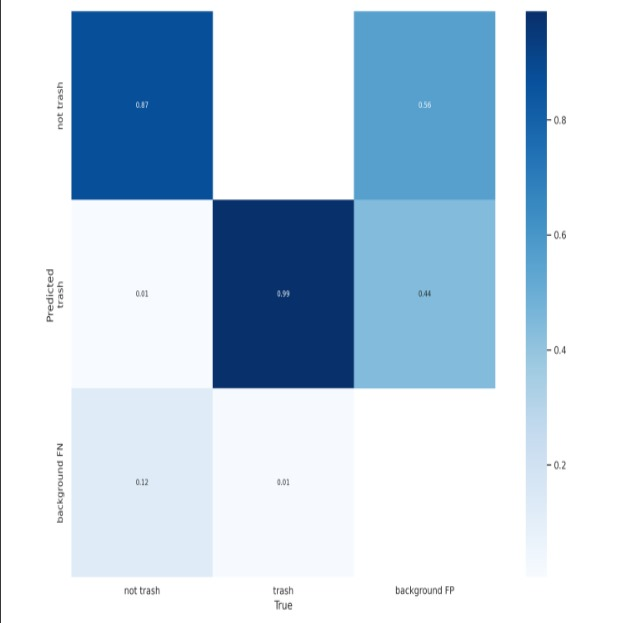 not trash
0.87
0.56
0.8
0.6
Predicted
trash
0.01
0.99
0.44
0.4
0.2
background FN
0.12
0.01
not trash
trash
background FP
True